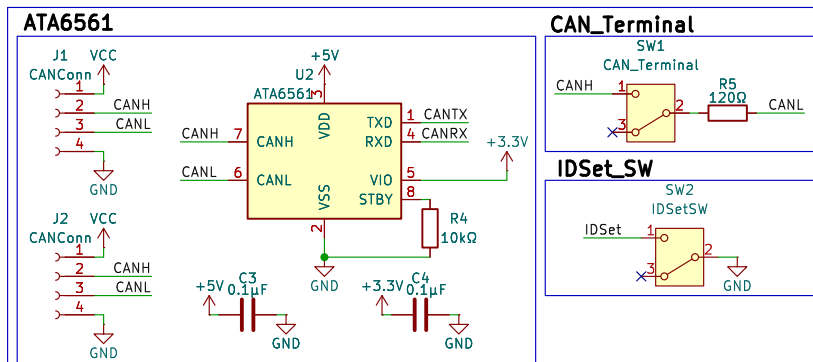 ATA6561
J1
CANConn
VCC
1
2
CANH
3
CANL
4
GND
J2
CANConn
VCC
1
2
CANH
3
CANL
4
GND
+5V
U2
ATA6561
3
VDD
CANH
7
CANH
CANL
6
CANL
TXD
1
CANTX
RXD
4
CANRX
VIO
5
+3.3V
STBY
8
VSS
2
R4
10kΩ
GND
+5V
C3
0.1µF
GND
+3.3V
C4
0.1µF
GND
CAN_Terminal
SW1
CAN_Terminal
CANH
1
2
3
R5
120Ω
CANL
IDSet_SW
SW2
IDSetSW
IDSet
1
2
3
GND